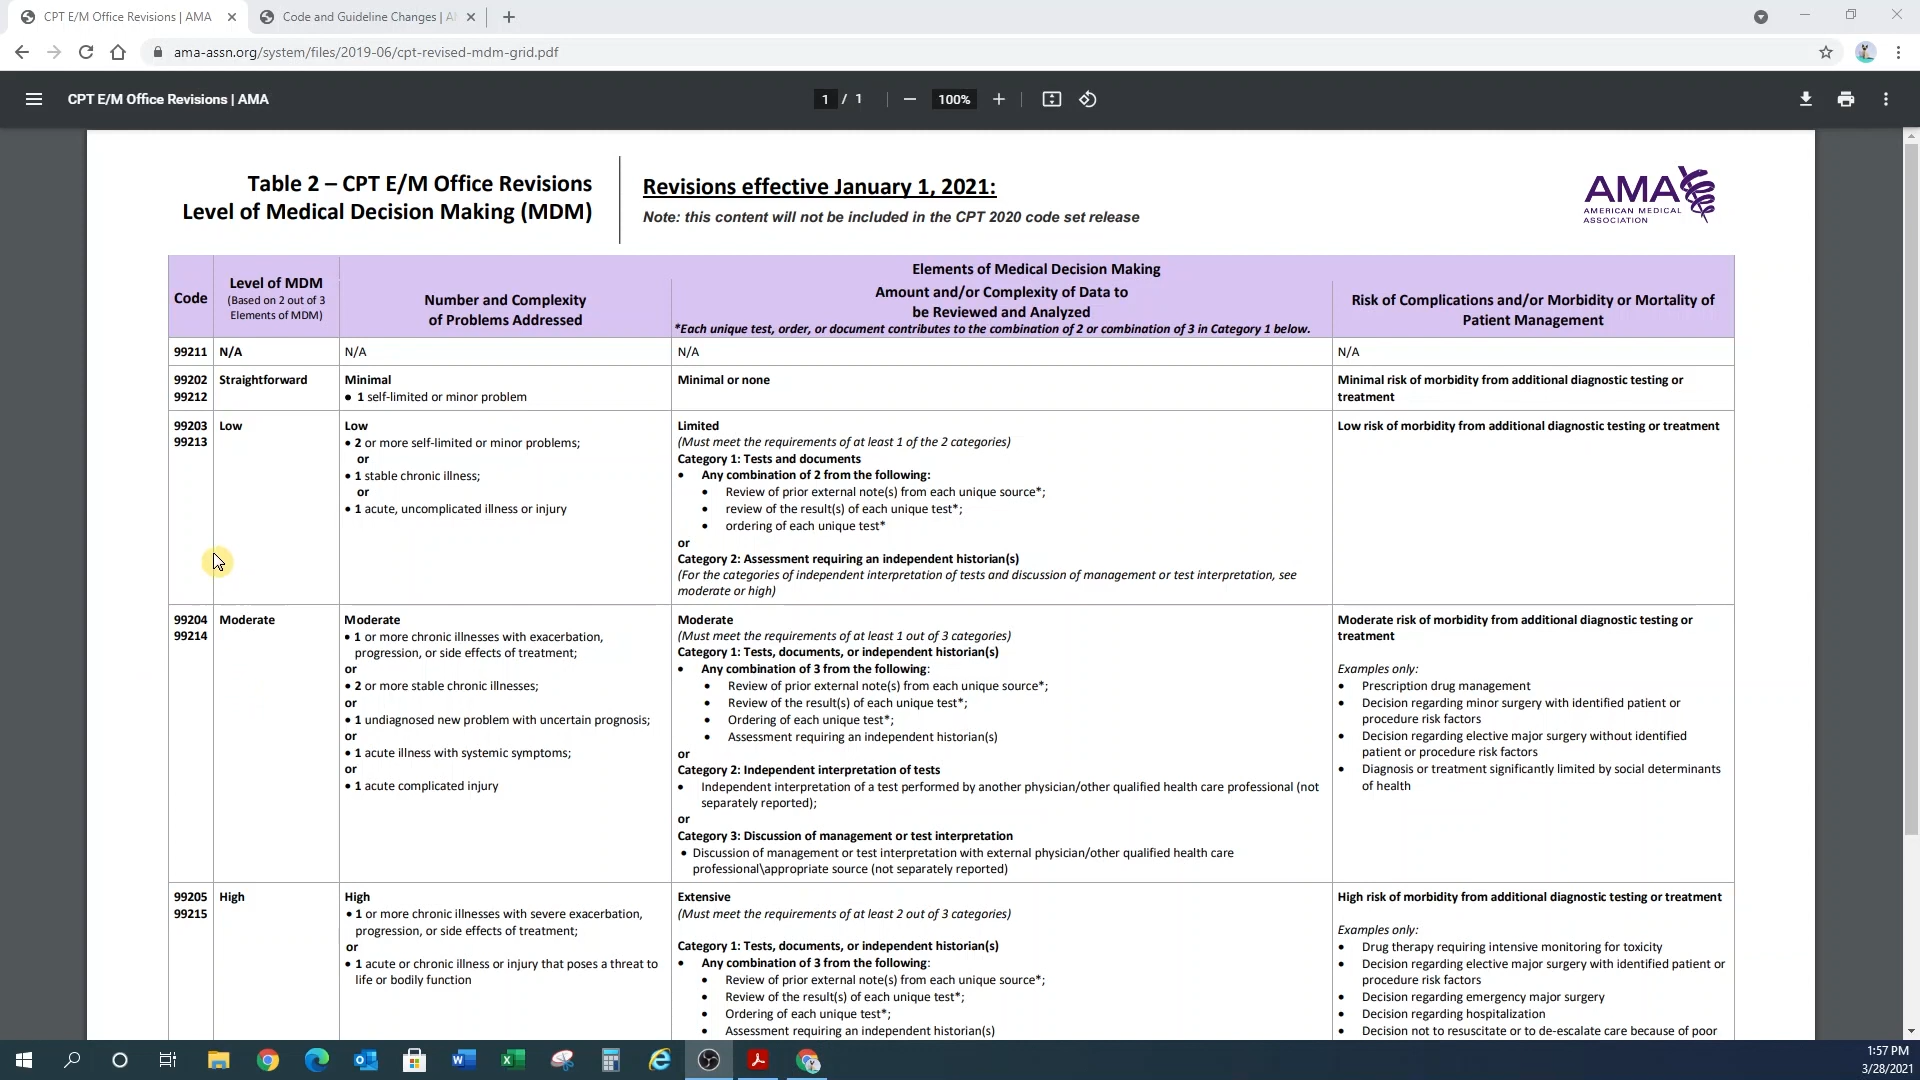 CPT E/M Office Revisions | AMA
Code and Guideline Changes | A
ama-assn.org/system/files/2019-06/cpt-revised-mdm-grid.pdf
CPT E/M Office Revisions | AMA
1 / 1
100%
Table 2 – CPT E/M Office Revisions
Level of Medical Decision Making (MDM)
Revisions effective January 1, 2021:
Note: this content will not be included in the CPT 2020 code set release
AMA
AMERICAN MEDICAL
ASSOCIATION
Code
Level of MDM
(Based on 2 out of 3
Elements of MDM)
Elements of Medical Decision Making
Number and Complexity
of Problems Addressed
Amount and/or Complexity of Data to
be Reviewed and Analyzed
*Each unique test, order, or document contributes to the combination of 2 or combination of 3 in Category 1 below.
Risk of Complications and/or Morbidity or Mortality of
Patient Management
99211
N/A
N/A
N/A
N/A
99202
99212
Straightforward
Minimal
• 1 self-limited or minor problem
Minimal or none
Minimal risk of morbidity from additional diagnostic testing or
treatment
99203
99213
Low
Low
• 2 or more self-limited or minor problems;
or
• 1 stable chronic illness;
or
• 1 acute, uncomplicated illness or injury
Limited
(Must meet the requirements of at least 1 of the 2 categories)
Category 1: Tests and documents
• Any combination of 2 from the following:
• Review of prior external note(s) from each unique source*;
• review of the result(s) of each unique test*;
• ordering of each unique test*
or
Category 2: Assessment requiring an independent historian(s)
(For the categories of independent interpretation of tests and discussion of management or test interpretation, see
moderate or high)
Low risk of morbidity from additional diagnostic testing or treatment
99204
99214
Moderate
Moderate
• 1 or more chronic illnesses with exacerbation,
progression, or side effects of treatment;
or
• 2 or more stable chronic illnesses;
or
• 1 undiagnosed new problem with uncertain prognosis;
or
• 1 acute illness with systemic symptoms;
or
• 1 acute complicated injury
Moderate
(Must meet the requirements of at least 1 out of 3 categories)
Category 1: Tests, documents, or independent historian(s)
• Any combination of 3 from the following:
• Review of prior external note(s) from each unique source*;
• Review of the result(s) of each unique test*;
• Ordering of each unique test*;
• Assessment requiring an independent historian(s)
or
Category 2: Independent interpretation of tests
• Independent interpretation of a test performed by another physician/other qualified health care professional (not
separately reported);
or
Category 3: Discussion of management or test interpretation
• Discussion of management or test interpretation with external physician/other qualified health care
professional\appropriate source (not separately reported)
Moderate risk of morbidity from additional diagnostic testing or
treatment
Examples only:
• Prescription drug management
• Decision regarding minor surgery with identified patient or
procedure risk factors
• Decision regarding elective major surgery without identified
patient or procedure risk factors
• Diagnosis or treatment significantly limited by social determinants
of health
99205
99215
High
High
• 1 or more chronic illnesses with severe exacerbation,
progression, or side effects of treatment;
or
• 1 acute or chronic illness or injury that poses a threat to
life or bodily function
Extensive
(Must meet the requirements of at least 2 out of 3 categories)
Category 1: Tests, documents, or independent historian(s)
• Any combination of 3 from the following:
• Review of prior external note(s) from each unique source*;
• Review of the result(s) of each unique test*;
• Ordering of each unique test*;
• Assessment requiring an independent historian(s)
High risk of morbidity from additional diagnostic testing or treatment
Examples only:
• Drug therapy requiring intensive monitoring for toxicity
• Decision regarding elective major surgery with identified patient or
procedure risk factors
• Decision regarding emergency major surgery
• Decision regarding hospitalization
• Decision not to resuscitate or to de-escalate care because of poor
1:57 PM
3/28/2021